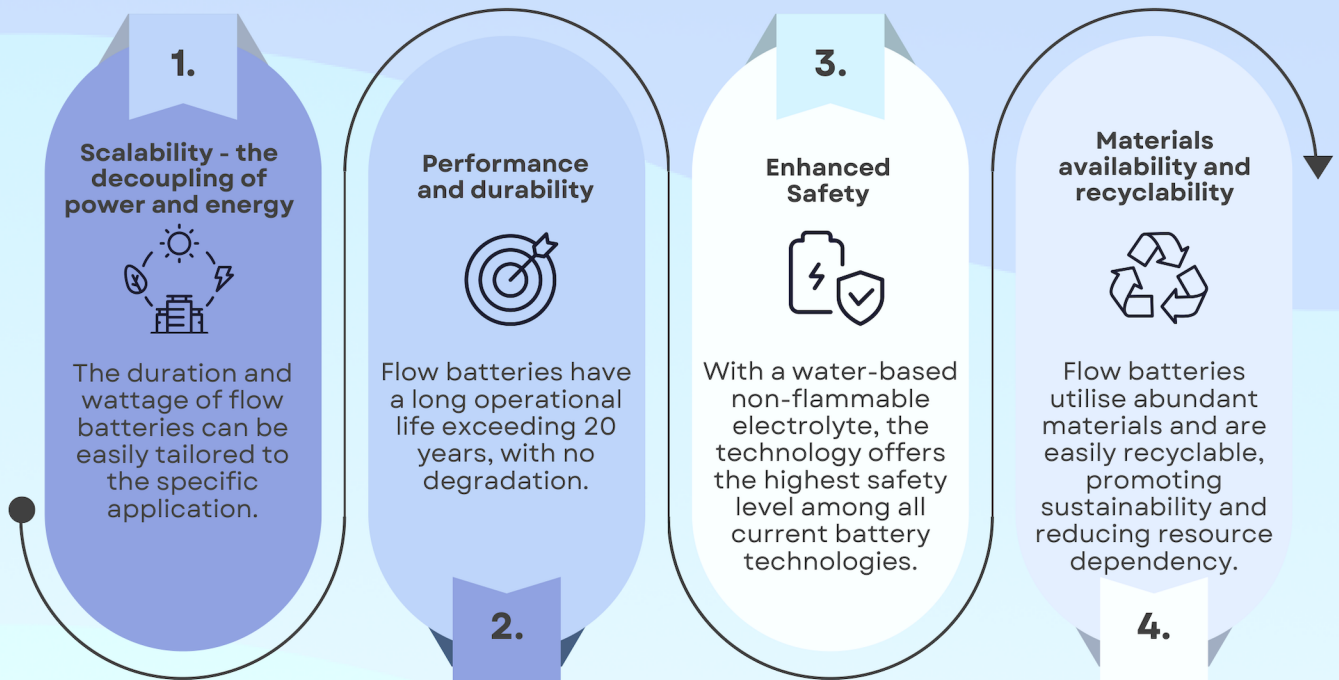 1.
Scalability - the
decoupling of
power and energy
The duration and
wattage of flow
batteries can be
easily tailored to
the specific
application.
Performance
and durability
Flow batteries have
a long operational
life exceeding 20
years, with no
degradation.
2.
3.
Enhanced
Safety
With a water-based
non-flammable
electrolyte, the
technology offers
the highest safety
level among all
current battery
technologies.
Materials
availability and
recyclability
Flow batteries
utilise abundant
materials and are
easily recyclable,
promoting
sustainability and
reducing resource
dependency.
4.